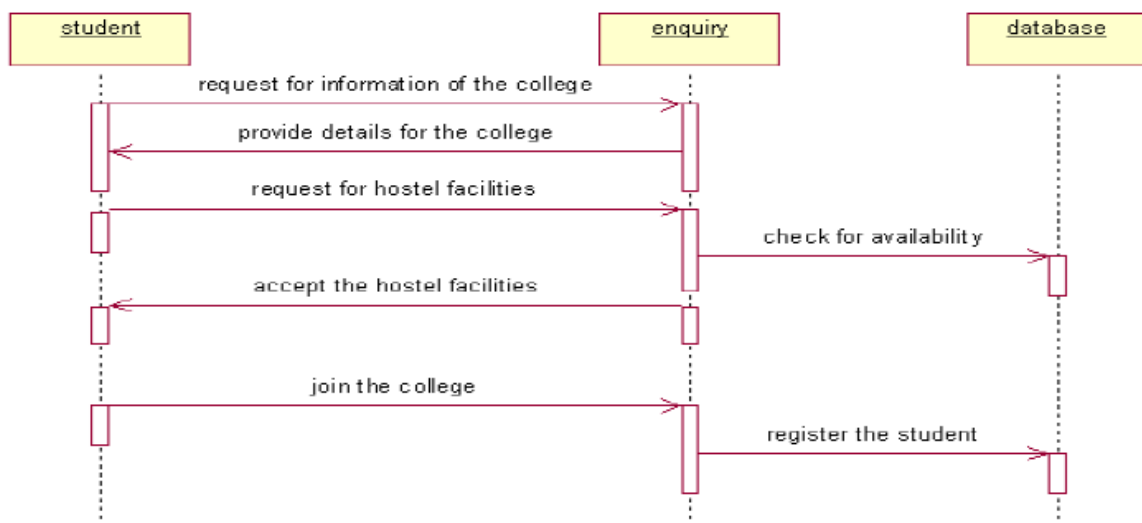 student
enquiry
database
request for information of the college
provide details for the college
request for hostel facilities
check for availability
accept the hostel facilities
join the college
register the student